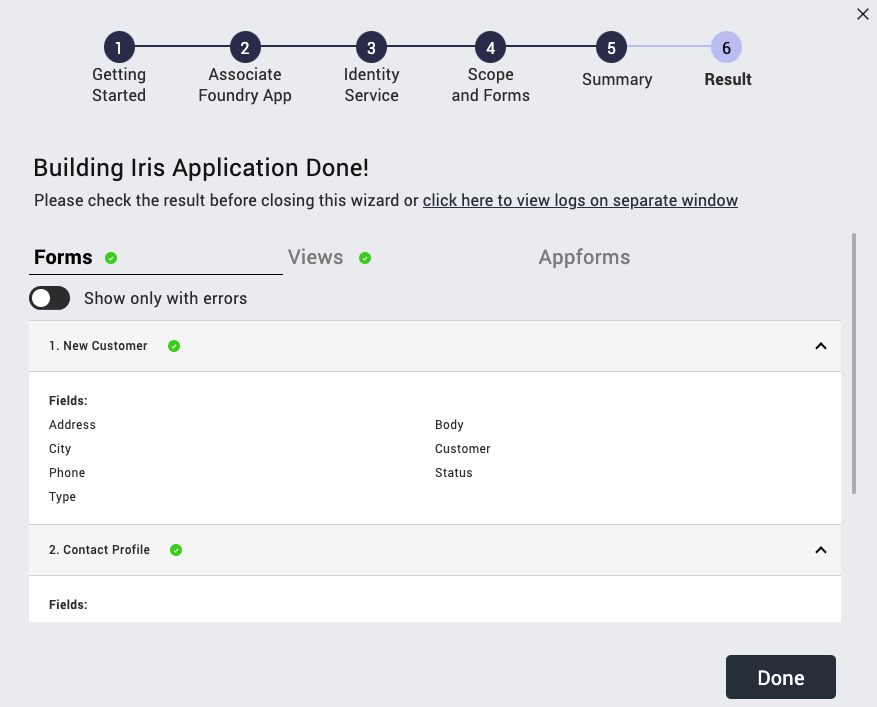 1
2
3
4
5
6
Getting
Started
Associate
Foundry App
Identity
Service
Scope
and Forms
Summary
Result
Building Iris Application Done!
Please check the result before closing this wizard or click here to view logs on separate window
Forms
Views
Appforms
Show only with errors
1. New Customer
Fields:
Address
Body
City
Customer
Phone
Status
Type
2. Contact Profile
Fields:
Done